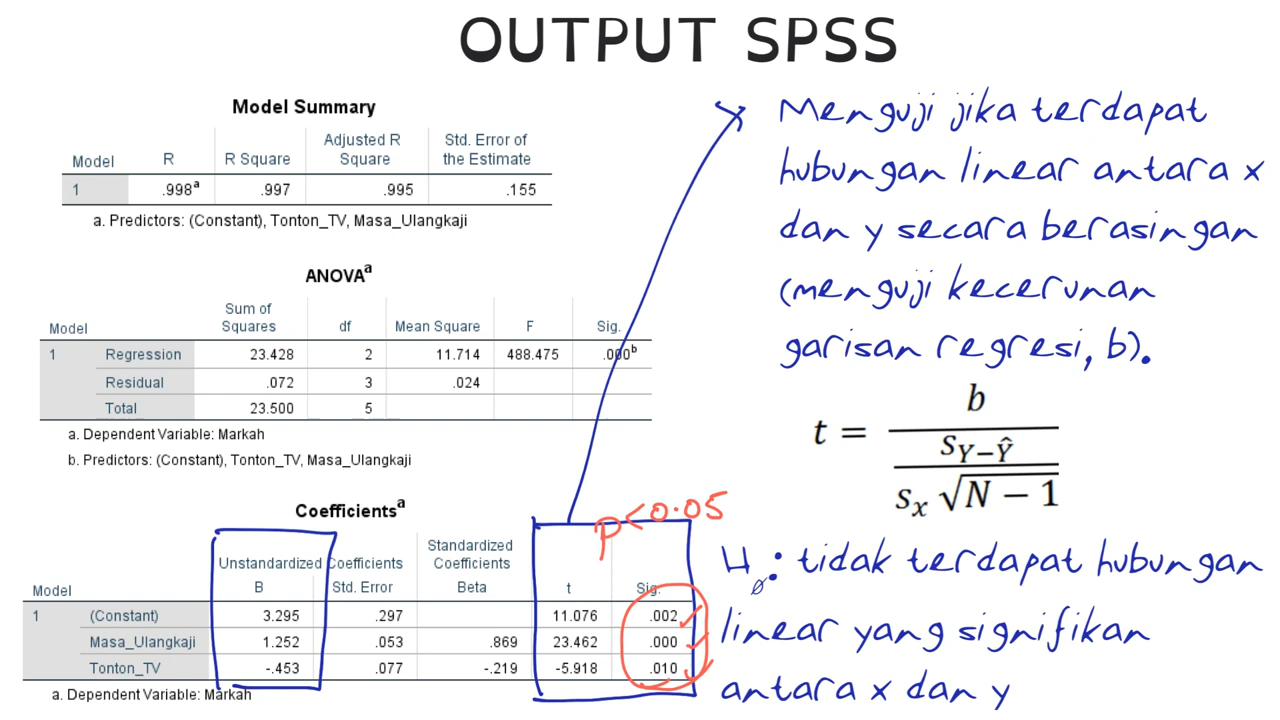 OUTPUT SPSS
Model Summary
Model R R Square Adjusted R Square Std. Error of the Estimate
1 .998a .997 .995 .155
a. Predictors: (Constant), Tonton_TV, Masa_Ulangkaji
ANOVAa
Model Sum of Squares df Mean Square F Sig.
1 Regression 23.428 2 11.714 488.475 .000b
Residual .072 3 .024
Total 23.500 5
a. Dependent Variable: Markah
b. Predictors: (Constant), Tonton_TV, Masa_Ulangkaji
Coefficientsa
Unstandardized Coefficients Standardized Coefficients
Model B Std. Error Beta t Sig.
1 (Constant) 3.295 .297 11.076 .002
Masa_Ulangkaji 1.252 .053 .869 23.462 .000
Tonton_TV -.453 .077 -.219 -5.918 .010
a. Dependent Variable: Markah
P<0.05
Menguji jika terdapat
hubungan linear antara x
dan y secara berasingan
(menguji kecerunan
garisan regresi, b).
t = b / ((sY−Ŷ) / (sx √N − 1))
H0: tidak terdapat hubungan
linear yang signifikan
antara x dan y